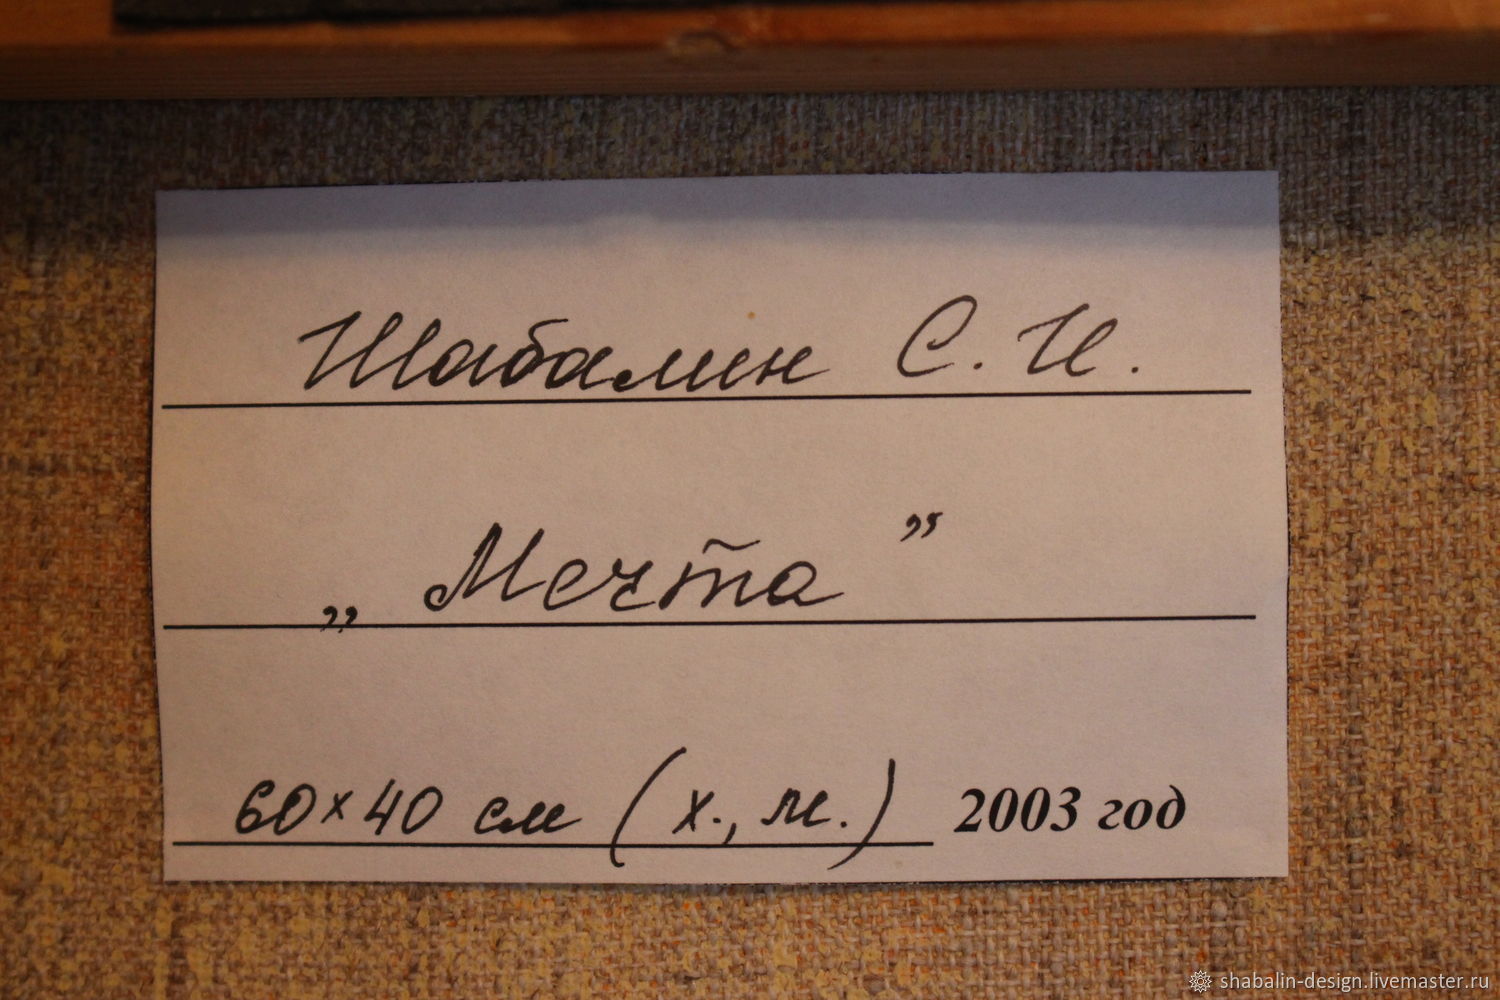 Шабалин С. И.
„Мечта”
60×40 см (х., м.) 2003 год
shabalin-design.livemaster.ru